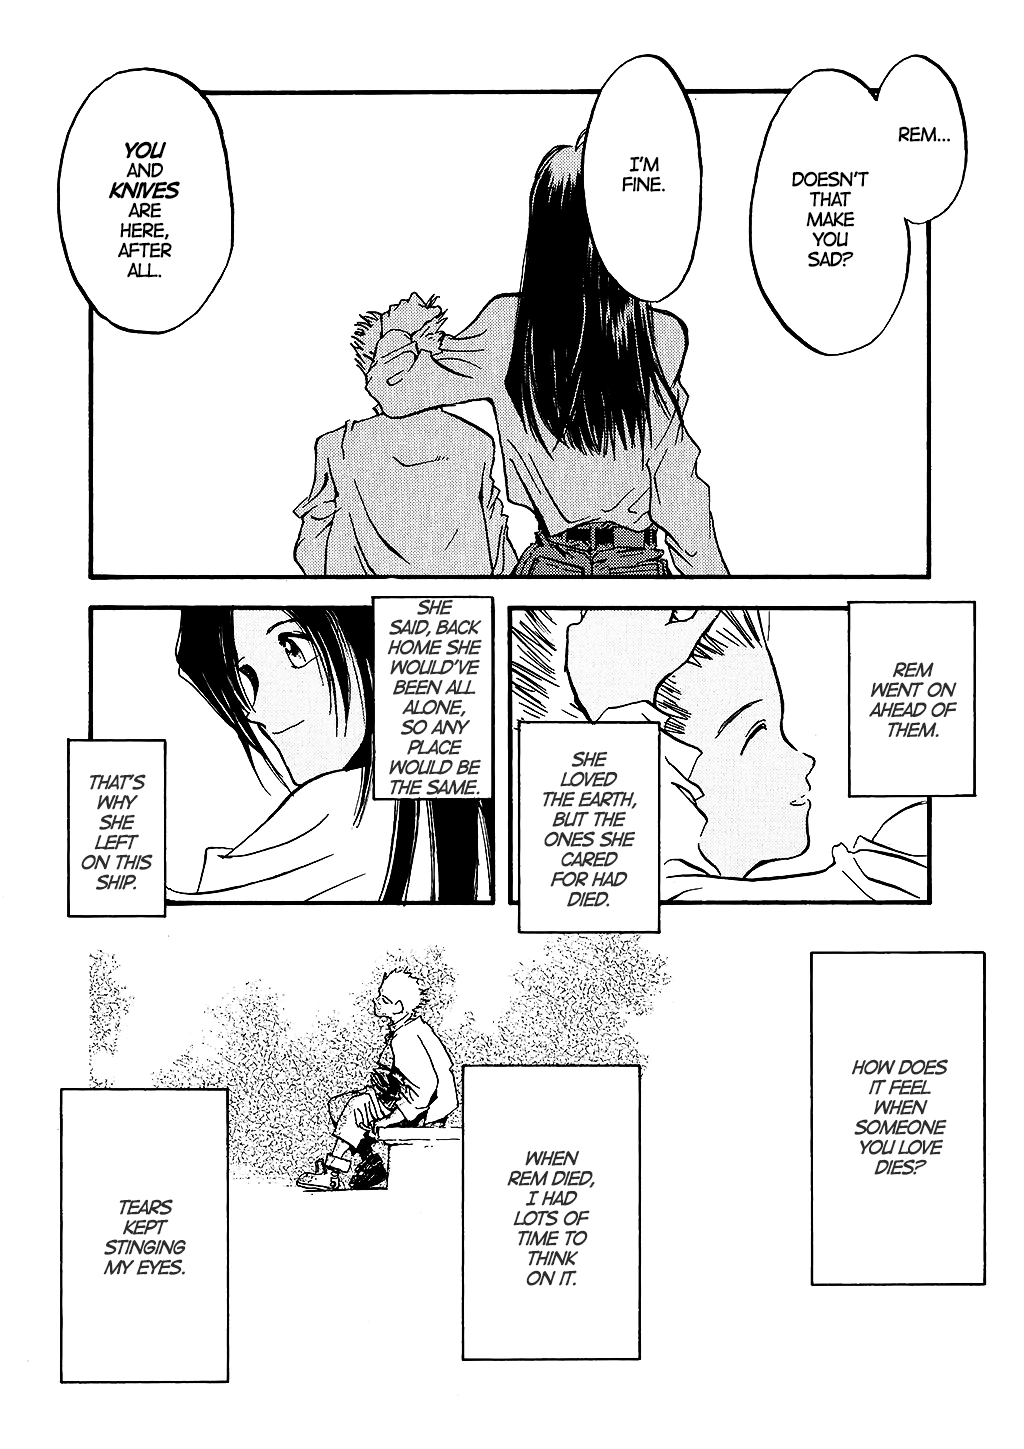 REM...
DOESN'T
THAT
MAKE
YOU
SAD?
I'M
FINE.
YOU
AND
KNIVES
ARE
HERE,
AFTER
ALL.
REM
WENT ON
AHEAD OF
THEM.
SHE
LOVED
THE EARTH,
BUT THE
ONES SHE
CARED
FOR HAD
DIED.
SHE
SAID, BACK
HOME SHE
WOULD'VE
BEEN ALL
ALONE,
SO ANY
PLACE
WOULD BE
THE SAME.
THAT'S
WHY
SHE
LEFT
ON THIS
SHIP.
HOW DOES
IT FEEL
WHEN
SOMEONE
YOU LOVE
DIES?
WHEN
REM DIED,
I HAD
LOTS OF
TIME TO
THINK
ON IT.
TEARS
KEPT
STINGING
MY EYES.